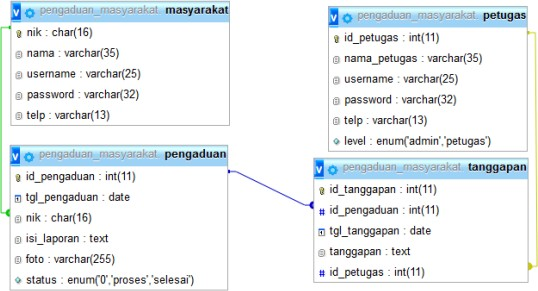 pengaduan_masyarakat masyarakat
nik : char(16)
nama : varchar(35)
username : varchar(25)
password : varchar(32)
telp : varchar(13)
pengaduan_masyarakat petugas
id_petugas : int(11)
nama_petugas : varchar(35)
username : varchar(25)
password : varchar(32)
telp : varchar(13)
level : enum('admin','petugas')
pengaduan_masyarakat pengaduan
id_pengaduan : int(11)
tgl_pengaduan : date
nik : char(16)
isi_laporan : text
foto : varchar(255)
status : enum('0','proses','selesai')
pengaduan_masyarakat tanggapan
id_tanggapan : int(11)
# id_pengaduan : int(11)
tgl_tanggapan : date
tanggapan : text
# id_petugas : int(11)